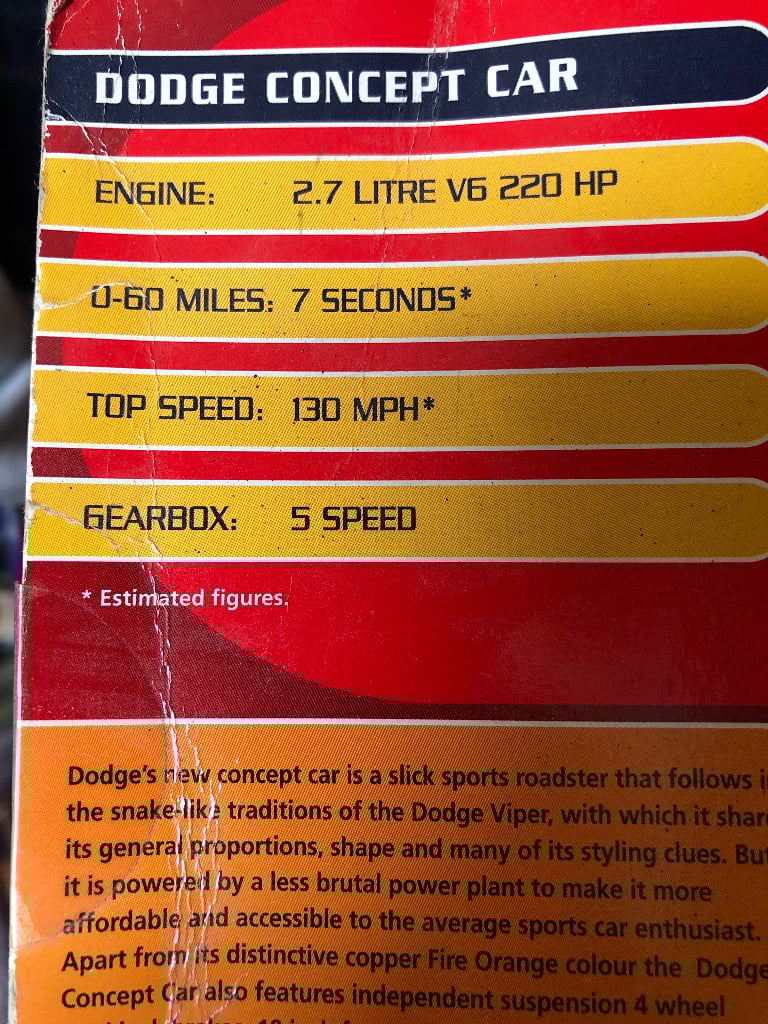 DODGE CONCEPT CAR
ENGINE: 2.7 LITRE V6 220 HP
0-60 MILES: 7 SECONDS*
TOP SPEED: 130 MPH*
GEARBOX: 5 SPEED
* Estimated figures.
Dodge's new concept car is a slick sports roadster that follows
the snake-like traditions of the Dodge Viper, with which it
its general proportions, shape and many of its styling clues. But
it is powered by a less brutal power plant to make it more
affordable and accessible to the average sports car enthusiast.
Apart from its distinctive copper Fire Orange colour the Dodge
Concept Car also features independent suspension 4 wheel